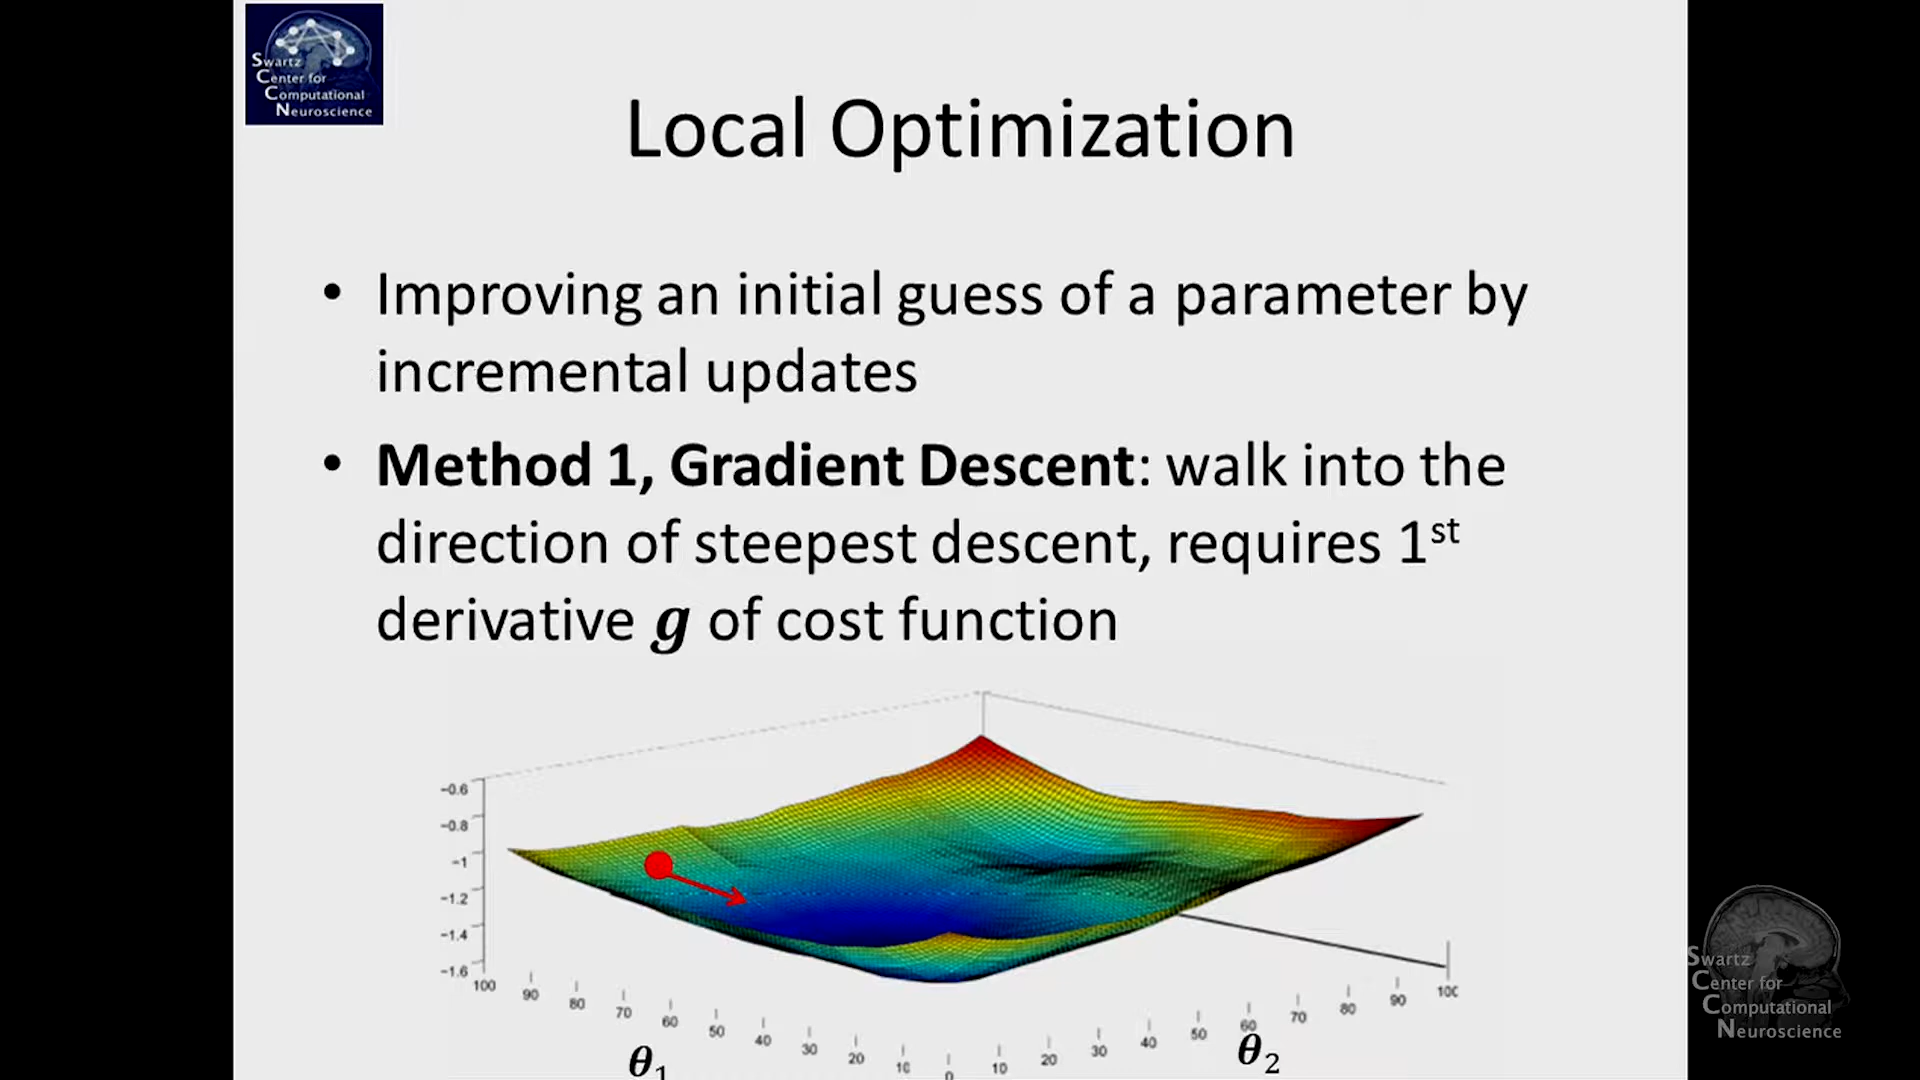 Swartz
Center for
Computational
Neuroscience
Local Optimization
• Improving an initial guess of a parameter by
incremental updates
• Method 1, Gradient Descent: walk into the
direction of steepest descent, requires 1st
derivative g of cost function
−0.6
−0.8
−1
−1.2
−1.4
−1.6
100 90 80 70 60 50 40 30 20 10 0 10 20 30 40 50 60 70 80 90 100
θ1 θ2
Swartz
Center for
Computational
Neuroscience